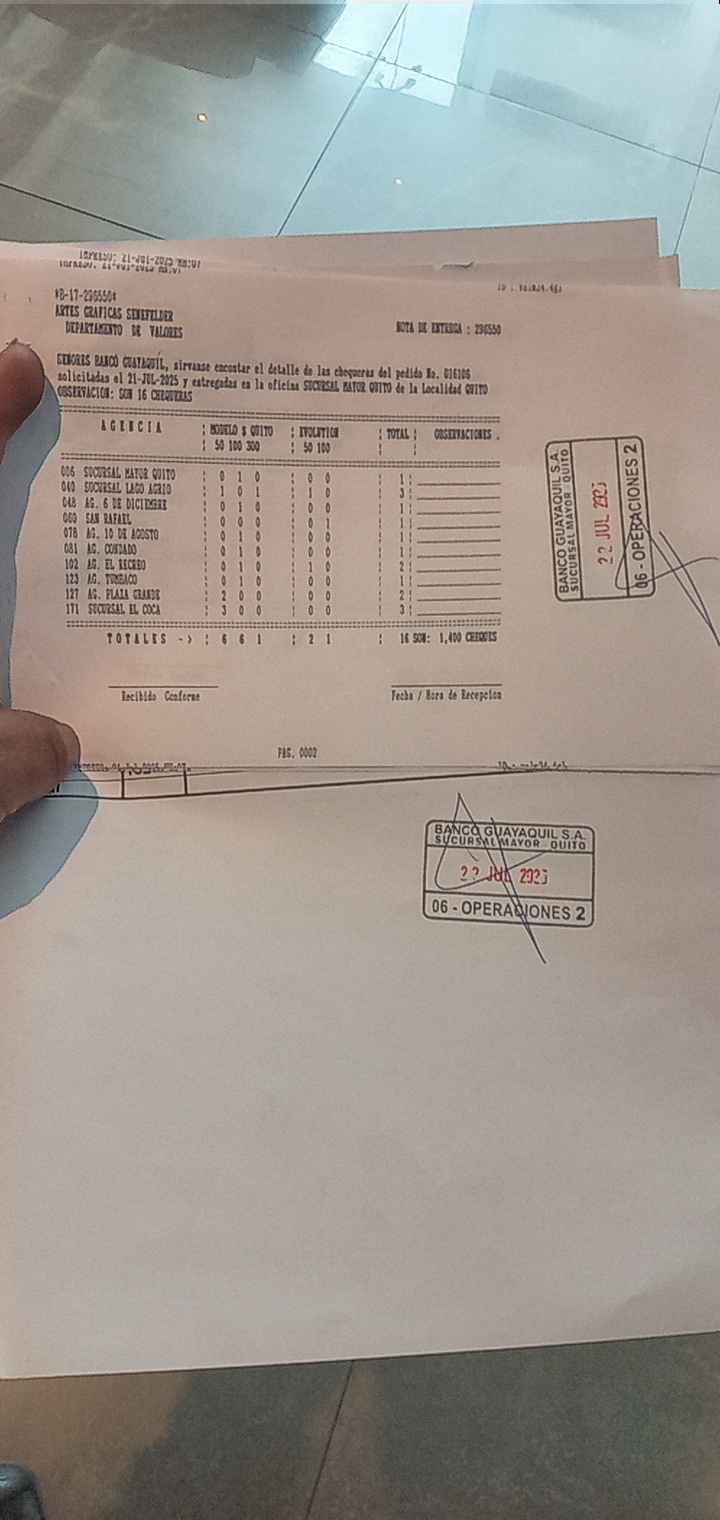 IMPRESO: 21-JUL-2025
*B-17-296550*
ARTES GRAFICAS SENEFELDER
DEPARTAMENTO DE VALORES
NOTA DE ENTREGA : 296550
SENORES BANCO GUAYAQUIL, sirvanse encontar el detalle de las chequeras del pedido No. 016106
solicitadas el 21-JUL-2025 y entregadas en la oficina SUCURSAL MAYOR QUITO de la Localidad QUITO
OBSERVACION: SON 16 CHEQUERAS
A G E N C I A ¦ MODELO $ QUITO ¦ EVOLUTION ¦ TOTAL ¦ OBSERVACIONES .
¦ 50 100 300 ¦ 50 100 ¦ ¦
006 SUCURSAL MAYOR QUITO ¦ 0 1 0 ¦ 0 0 ¦ 1¦
040 SUCURSAL LAGO AGRIO ¦ 1 0 1 ¦ 1 0 ¦ 3¦
048 AG. 6 DE DICIEMBRE ¦ 0 1 0 ¦ 0 0 ¦ 1¦
060 SAN RAFAEL ¦ 0 0 0 ¦ 0 1 ¦ 1¦
078 AG. 10 DE AGOSTO ¦ 0 1 0 ¦ 0 0 ¦ 1¦
081 AG. CONDADO ¦ 0 1 0 ¦ 0 0 ¦ 1¦
102 AG. EL RECREO ¦ 0 1 0 ¦ 1 0 ¦ 2¦
123 AG. TUMBACO ¦ 0 1 0 ¦ 0 0 ¦ 1¦
127 AG. PLAZA GRANDE ¦ 2 0 0 ¦ 0 0 ¦ 2¦
171 SUCURSAL EL COCA ¦ 3 0 0 ¦ 0 0 ¦ 3¦
T O T A L E S -> ¦ 6 6 1 ¦ 2 1 ¦ 16 SON: 1,400 CHEQUES
Recibido Conforme
Fecha / Hora de Recepcion
PAG. 0002
BANCO GUAYAQUIL S.A.
SUCURSAL MAYOR - QUITO
22 JUL 2025
06 - OPERACIONES 2
BANCO GUAYAQUIL S.A.
SUCURSAL MAYOR - QUITO
22 JUL 2025
06 - OPERACIONES 2